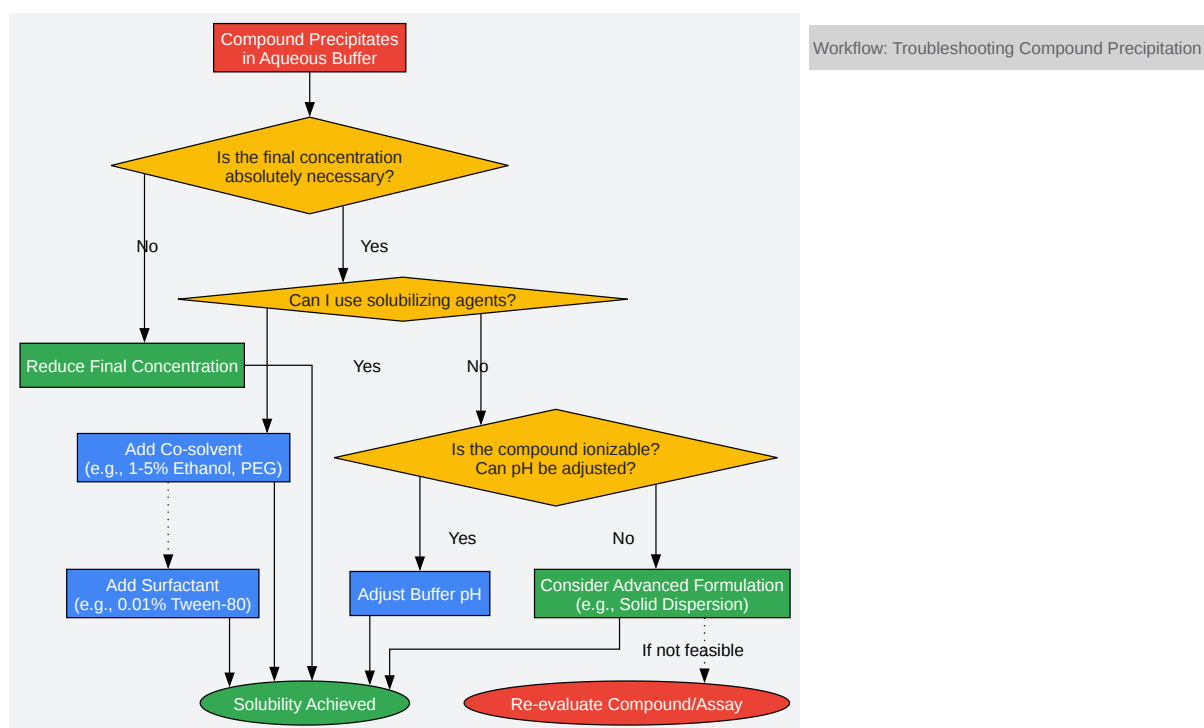 Compound Precipitates
in Aqueous Buffer
Workflow: Troubleshooting Compound Precipitation
Is the final concentration
absolutely necessary?
No
Yes
Can I use solubilizing agents?
Reduce Final Concentration
Yes
No
Add Co-solvent
(e.g., 1-5% Ethanol, PEG)
Is the compound ionizable?
Can pH be adjusted?
Yes
No
Add Surfactant
(e.g., 0.01% Tween-80)
Adjust Buffer pH
Consider Advanced Formulation
(e.g., Solid Dispersion)
If not feasible
Solubility Achieved
Re-evaluate Compound/Assay